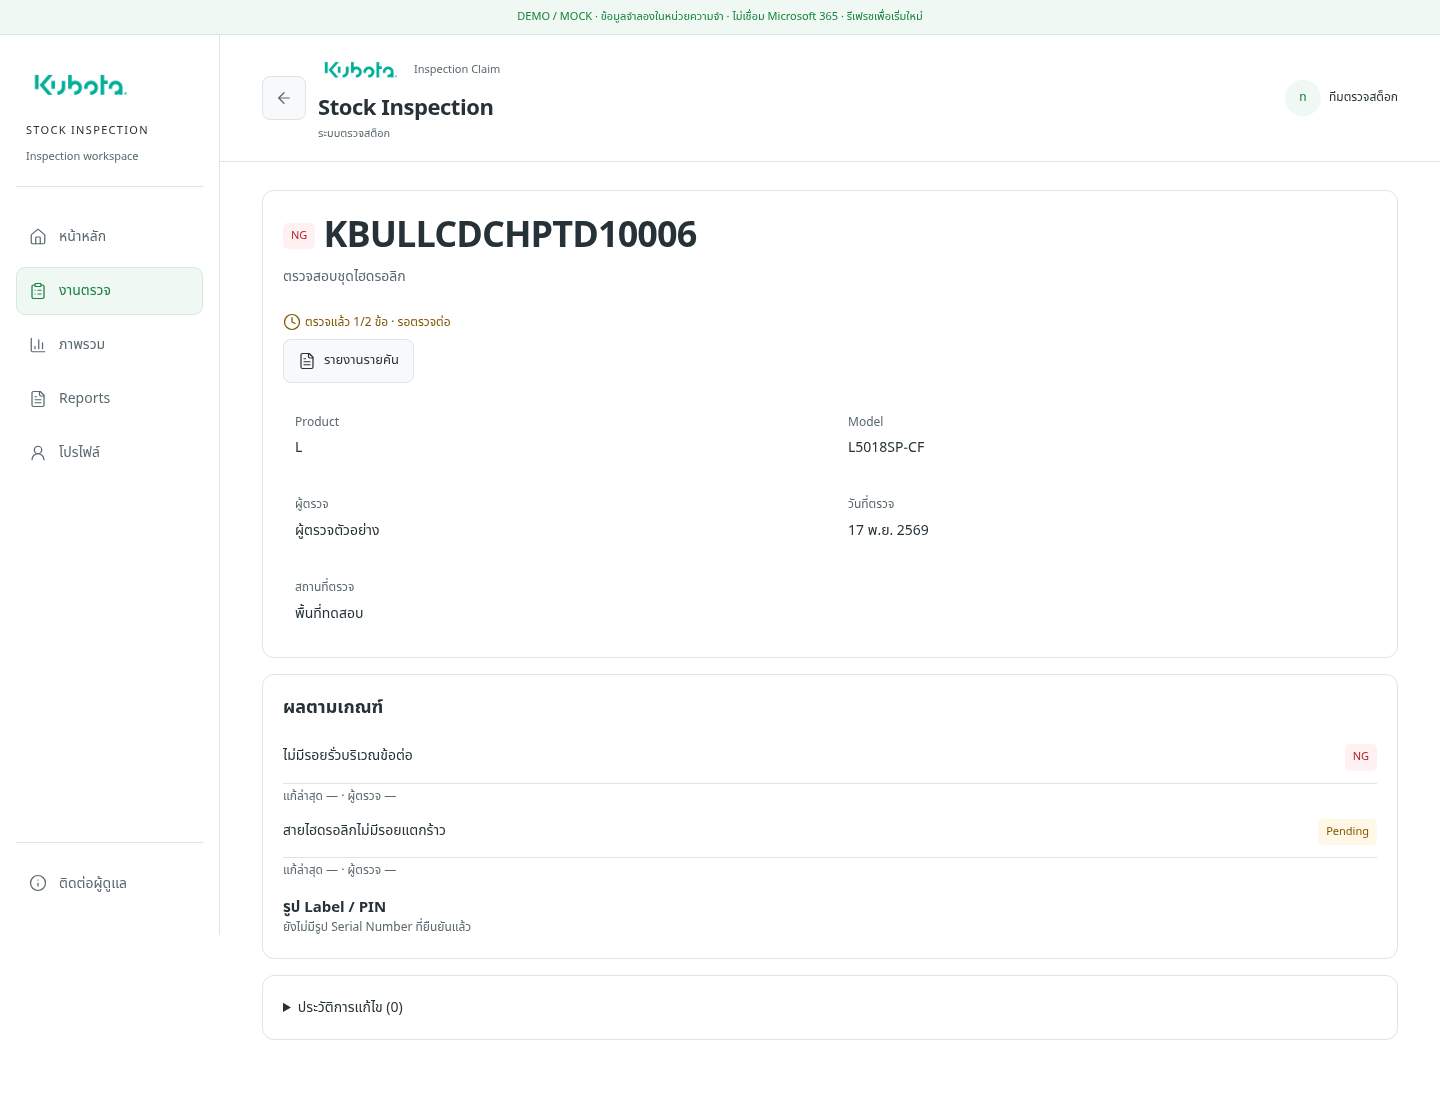 DEMO / MOCK · ข้อมูลจำลองในหน่วยความจำ · ไม่เชื่อม Microsoft 365 · รีเฟรชเพื่อเริ่มใหม่
Kubota
STOCK INSPECTION
Inspection workspace
หน้าหลัก
งานตรวจ
ภาพรวม
Reports
โปรไฟล์
ติดต่อผู้ดูแล
Kubota Inspection Claim
Stock Inspection
ระบบตรวจสต็อก
ท ทีมตรวจสต็อก
NG KBULLCDCHPTD10006
ตรวจสอบชุดไฮดรอลิก
ตรวจแล้ว 1/2 ข้อ · รอตรวจต่อ
รายงานรายคัน
Product
L
Model
L5018SP-CF
ผู้ตรวจ
ผู้ตรวจตัวอย่าง
วันที่ตรวจ
17 พ.ย. 2569
สถานที่ตรวจ
พื้นที่ทดสอบ
ผลตามเกณฑ์
ไม่มีรอยรั่วบริเวณข้อต่อ NG
แก้ล่าสุด — · ผู้ตรวจ —
สายไฮดรอลิกไม่มีรอยแตกร้าว Pending
แก้ล่าสุด — · ผู้ตรวจ —
รูป Label / PIN
ยังไม่มีรูป Serial Number ที่ยืนยันแล้ว
ประวัติการแก้ไข (0)